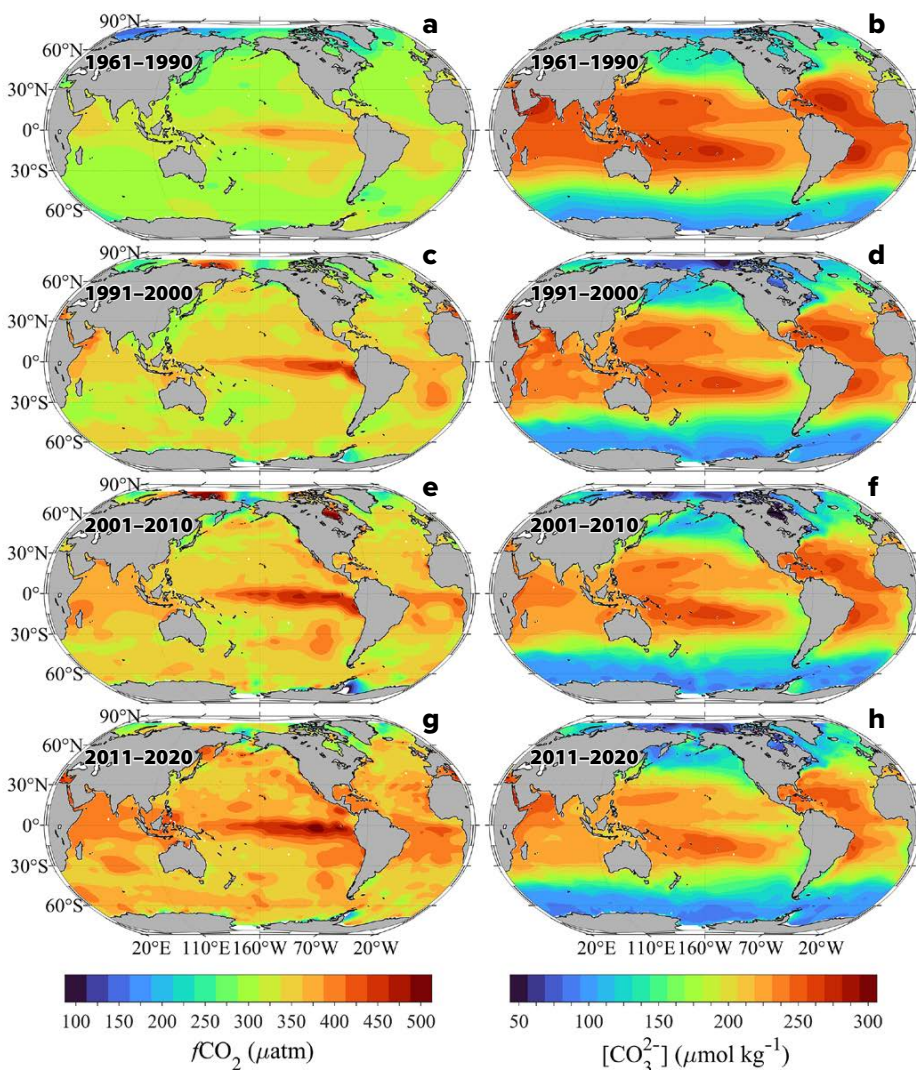 90°N
a
b
60°N
1961–1990
1961–1990
30°N
0°
30°S
60°S
90°N
c
d
60°N
1991–2000
1991–2000
30°N
0°
30°S
60°S
90°N
e
f
60°N
2001–2010
2001–2010
30°N
0°
30°S
60°S
90°N
g
h
60°N
2011–2020
2011–2020
30°N
0°
30°S
60°S
20°E 110°E 160°W 70°W 20°W
20°E 110°E 160°W 70°W 20°W
100 150 200 250 300 350 400 450 500
fCO₂ (μatm)
50 100 150 200 250 300
[CO₃²⁻] (μmol kg⁻¹)